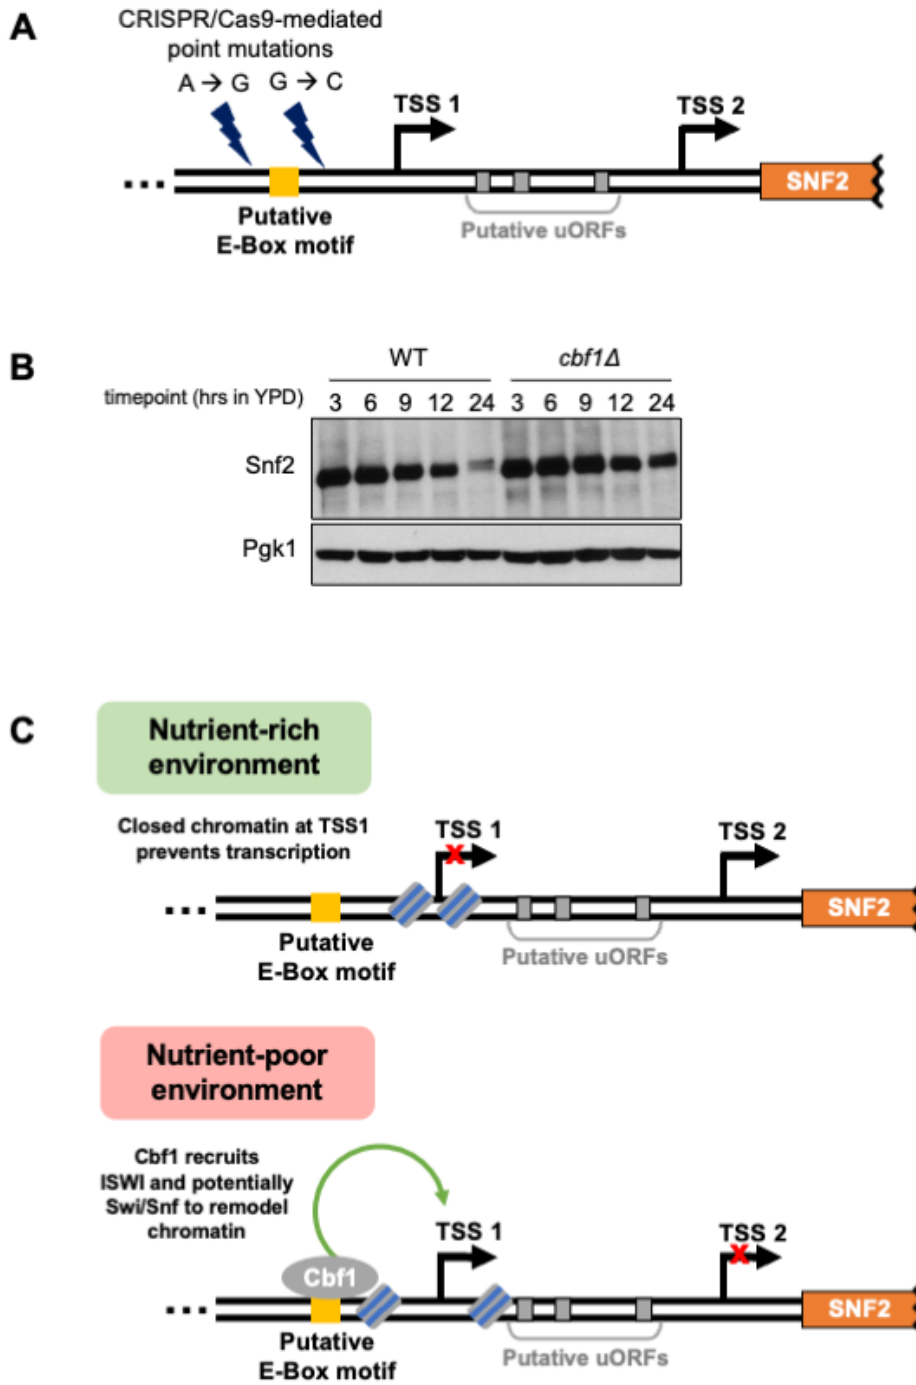 A
CRISPR/Cas9-mediated
point mutations
A → G G → C
TSS 1
TSS 2
...
SNF2
Putative
E-Box motif
Putative uORFs
B
WT
cbf1Δ
timepoint (hrs in YPD)
3 6 9 12 24 3 6 9 12 24
Snf2
Pgk1
C
Nutrient-rich
environment
Closed chromatin at TSS1
prevents transcription
TSS 1
X
TSS 2
...
SNF2
Putative
E-Box motif
Putative uORFs
Nutrient-poor
environment
Cbf1 recruits
ISWI and potentially
Swi/Snf to remodel
chromatin
TSS 1
TSS 2
X
Cbf1
...
SNF2
Putative
E-Box motif
Putative uORFs